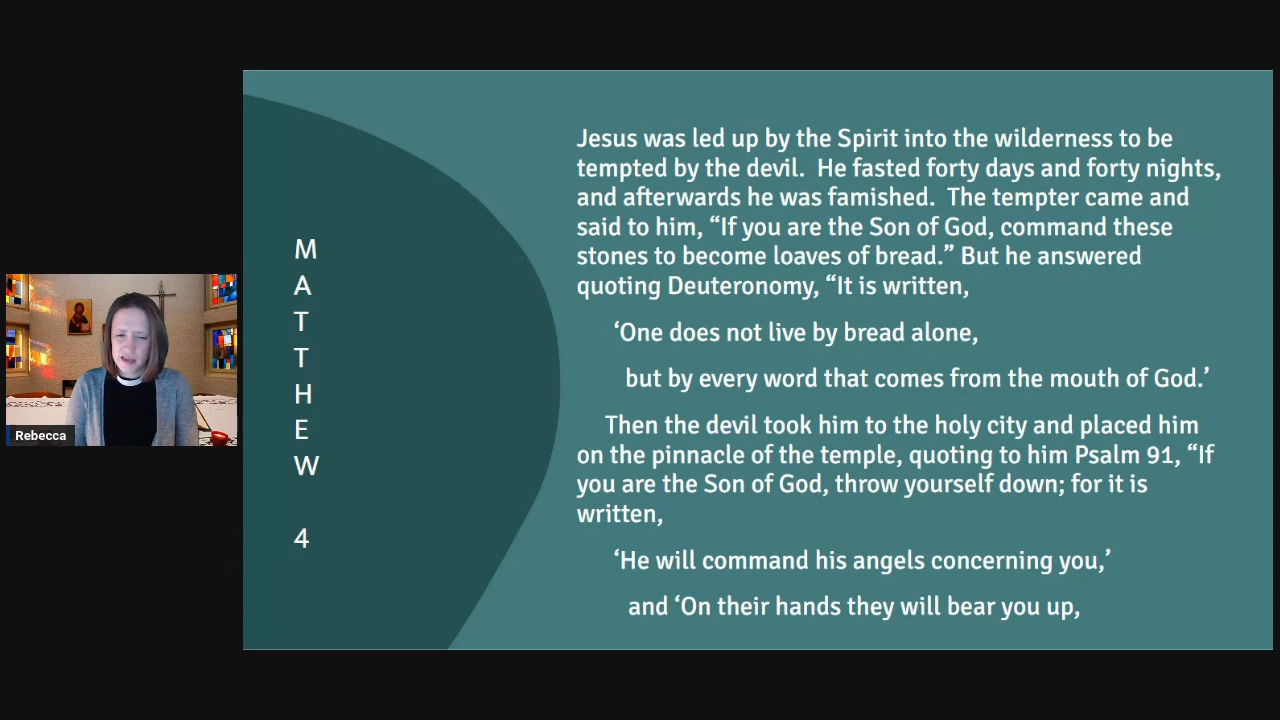 Rebecca
M
A
T
T
H
E
W
4
Jesus was led up by the Spirit into the wilderness to be
tempted by the devil.  He fasted forty days and forty nights,
and afterwards he was famished.  The tempter came and
said to him, “If you are the Son of God, command these
stones to become loaves of bread.” But he answered
quoting Deuteronomy, “It is written,
‘One does not live by bread alone,
but by every word that comes from the mouth of God.’
Then the devil took him to the holy city and placed him
on the pinnacle of the temple, quoting to him Psalm 91, “If
you are the Son of God, throw yourself down; for it is
written,
‘He will command his angels concerning you,’
and ‘On their hands they will bear you up,